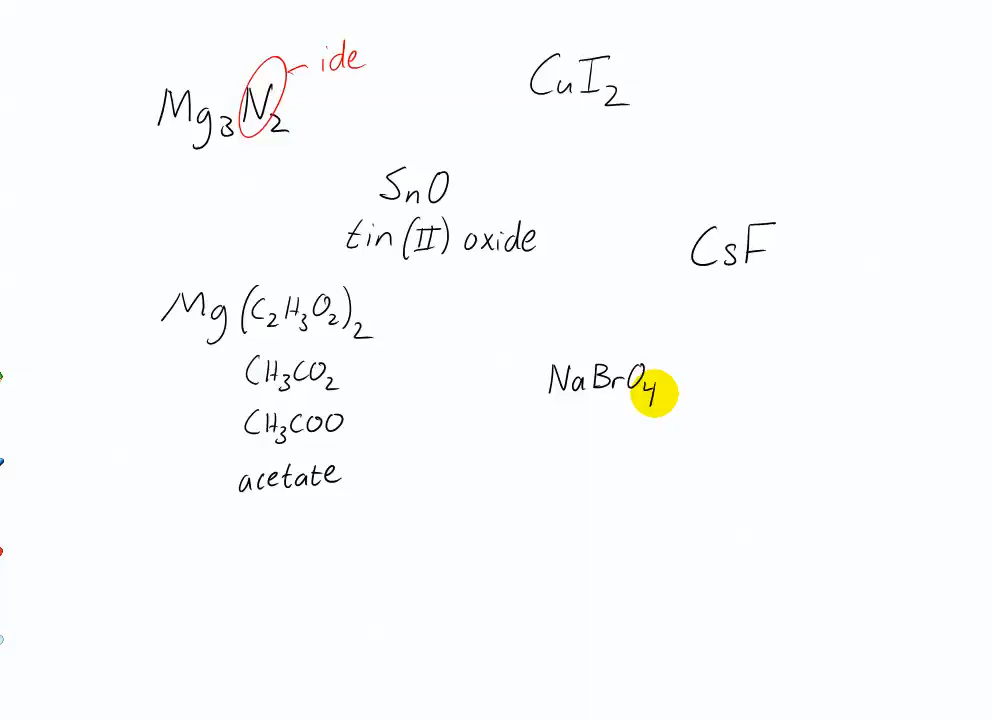 Mg₃N₂ ide
CuI₂
SnO
tin (II) oxide
CsF
Mg(C₂H₃O₂)₂
CH₃CO₂
NaBrO₄
CH₃COO
acetate